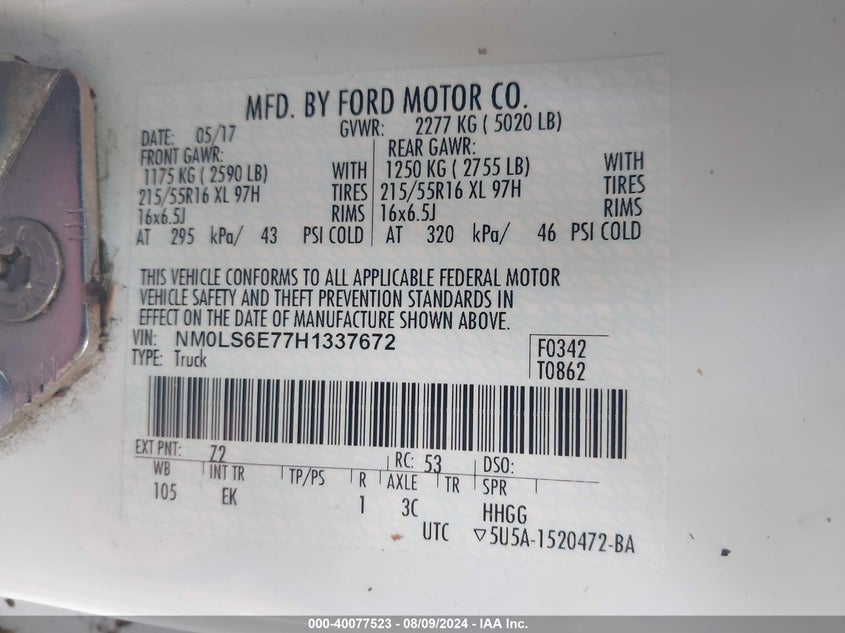 MFD. BY FORD MOTOR CO.
DATE: 05/17 GVWR: 2277 KG ( 5020 LB)
FRONT GAWR: REAR GAWR:
1175 KG ( 2590 LB) WITH 1250 KG ( 2755 LB) WITH
215/55R16 XL 97H TIRES 215/55R16 XL 97H TIRES
16x6.5J RIMS 16x6.5J RIMS
AT 295 kPa/ 43 PSI COLD AT 320 kPa/ 46 PSI COLD
THIS VEHICLE CONFORMS TO ALL APPLICABLE FEDERAL MOTOR
VEHICLE SAFETY AND THEFT PREVENTION STANDARDS IN
EFFECT ON THE DATE OF MANUFACTURE SHOWN ABOVE.
VIN: NM0LS6E77H1337672 F0342
TYPE: Truck T0862
EXT PNT: Z2 RC: 53 DSO:
WB INT TR TP/PS R AXLE TR SPR
105 EK 1 3C HHGG
UTC ▽5U5A-1520472-BA
000-40077523 - 08/09/2024 - IAA Inc.